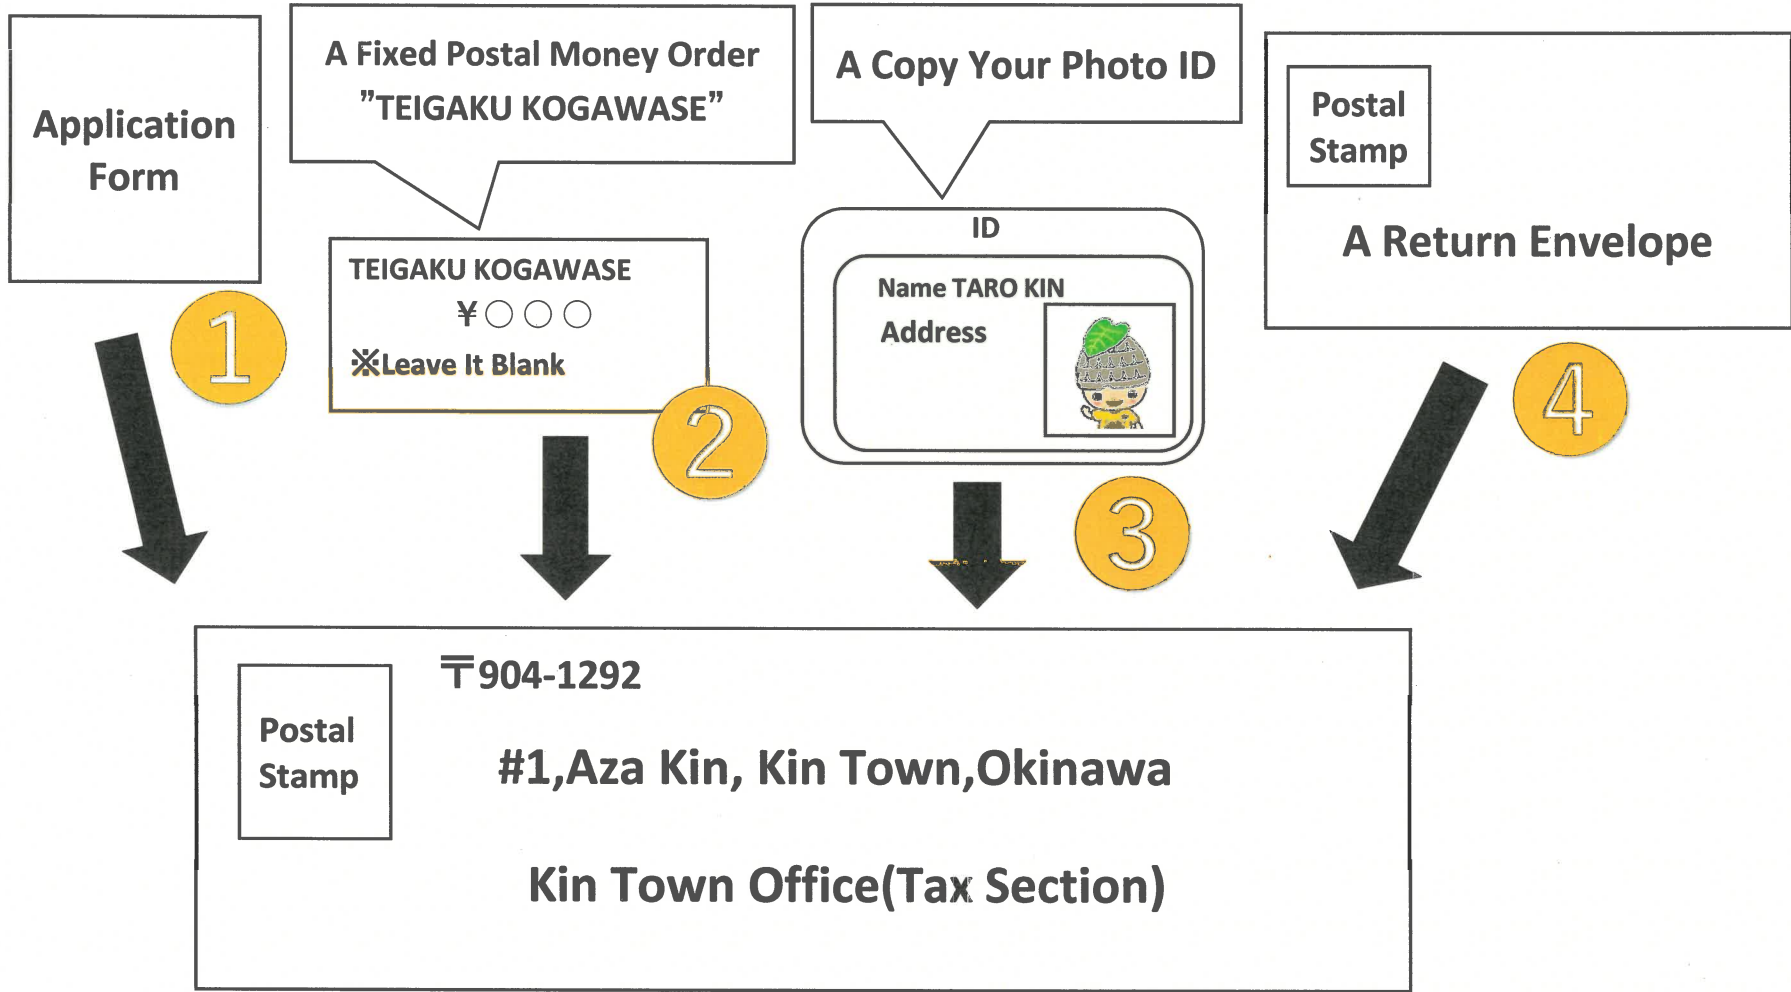 Application
Form
1
A Fixed Postal Money Order
”TEIGAKU KOGAWASE”
TEIGAKU KOGAWASE
¥○○○
※Leave It Blank
2
A Copy Your Photo ID
ID
Name TARO KIN
Address
3
Postal
Stamp
A Return Envelope
4
Postal
Stamp
〒904-1292
#1,Aza Kin, Kin Town,Okinawa
Kin Town Office(Tax Section)